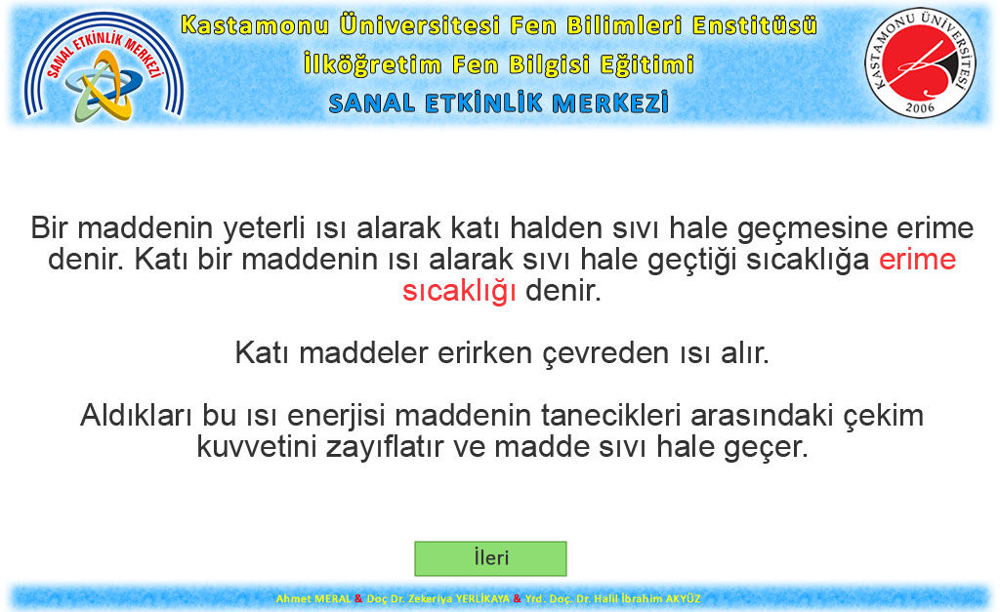 Kastamonu Üniversitesi Fen Bilimleri Enstitüsü
İlköğretim Fen Bilgisi Eğitimi
SANAL ETKİNLİK MERKEZİ
SANAL ETKİNLİK MERKEZİ
KASTAMONU ÜNİVERSİTESİ
2006
Bir maddenin yeterli ısı alarak katı halden sıvı hale geçmesine erime
denir. Katı bir maddenin ısı alarak sıvı hale geçtiği sıcaklığa erime
sıcaklığı denir.
Katı maddeler erirken çevreden ısı alır.
Aldıkları bu ısı enerjisi maddenin tanecikleri arasındaki çekim
kuvvetini zayıflatır ve madde sıvı hale geçer.
İleri
Ahmet MERAL & Doç Dr. Zekeriya YERLİKAYA & Yrd. Doç. Dr. Halil İbrahim AKYÜZ